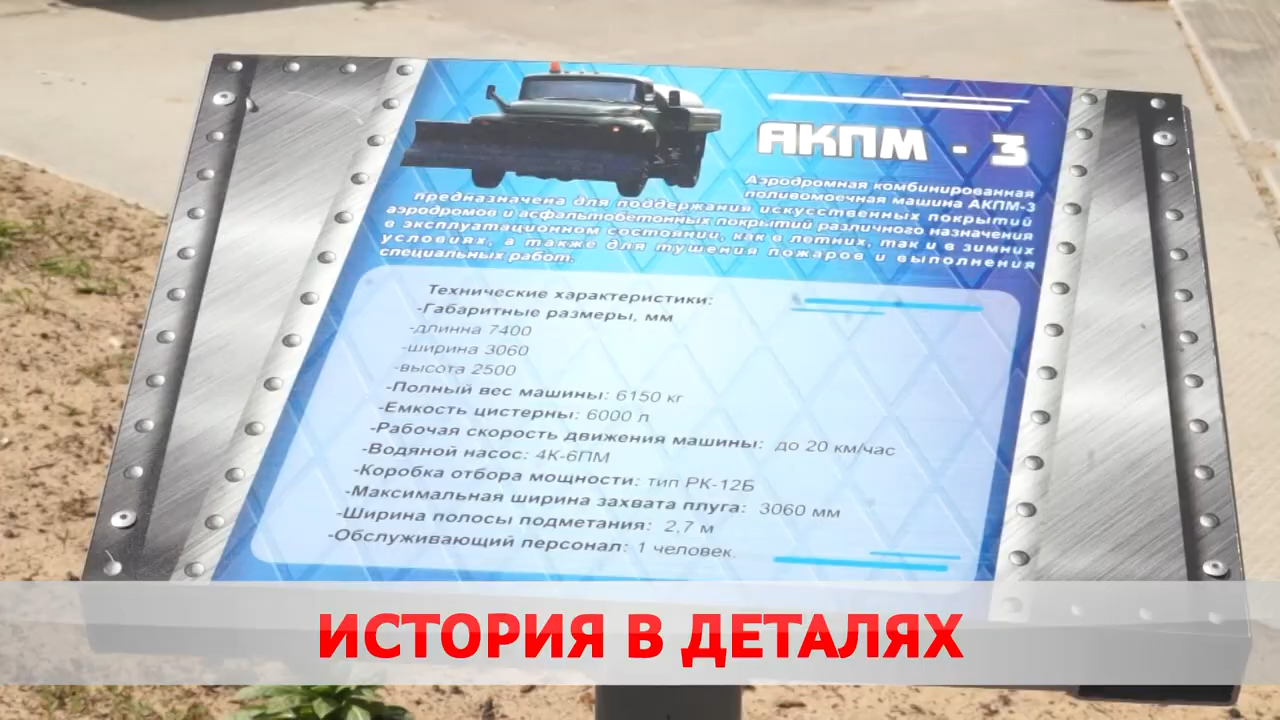 АКПМ - 3
Аэродромная комбинированная
поливомоечная машина АКПМ-3
предназначена для поддержания искусственных покрытий
аэродромов и асфальтобетонных покрытий различного назначения
в эксплуатационном состоянии, как в летних, так и в зимних
условиях, а также для тушения пожаров и выполнения
специальных работ.
Технические характеристики:
-Габаритные размеры, мм
-длинна 7400
-ширина 3060
-высота 2500
-Полный вес машины: 6150 кг
-Емкость цистерны: 6000 л
-Рабочая скорость движения машины: до 20 км/час
-Водяной насос: 4К-6ПМ
-Коробка отбора мощности: тип РК-12Б
-Максимальная ширина захвата плуга: 3060 мм
-Ширина полосы подметания: 2,7 м
-Обслуживающий персонал: 1 человек.
ИСТОРИЯ В ДЕТАЛЯХ